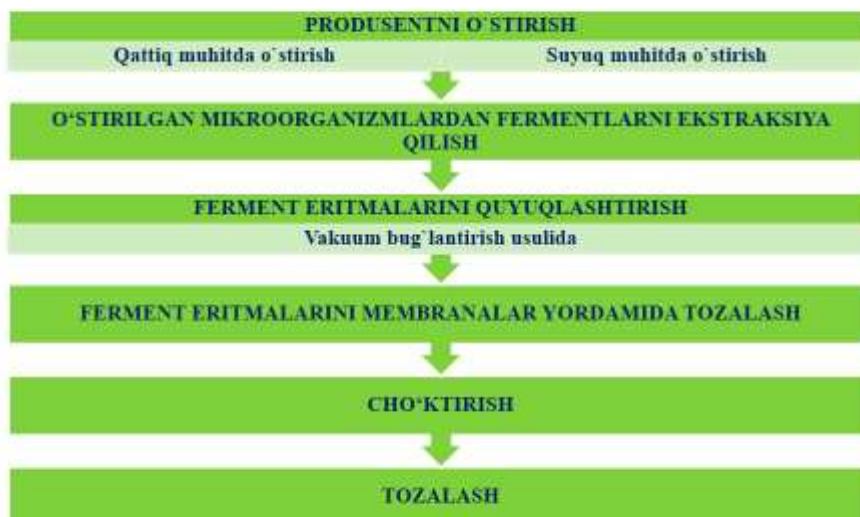 PRODUSENTNI O`STIRISH
Qattiq muhitda o`stirish
Suyuq muhitda o`stirish
O‘STIRILGAN MIKROORGANIZMLARDAN FERMENTLARNI EKSTRAKSIYA
QILISH
FERMENT ERITMALARINI QUYUQLASHTIRISH
Vakuum bug`lantirish usulida
FERMENT ERITMALARINI MEMBRANALAR YORDAMIDA TOZALASH
CHO‘KTIRISH
TOZALASH